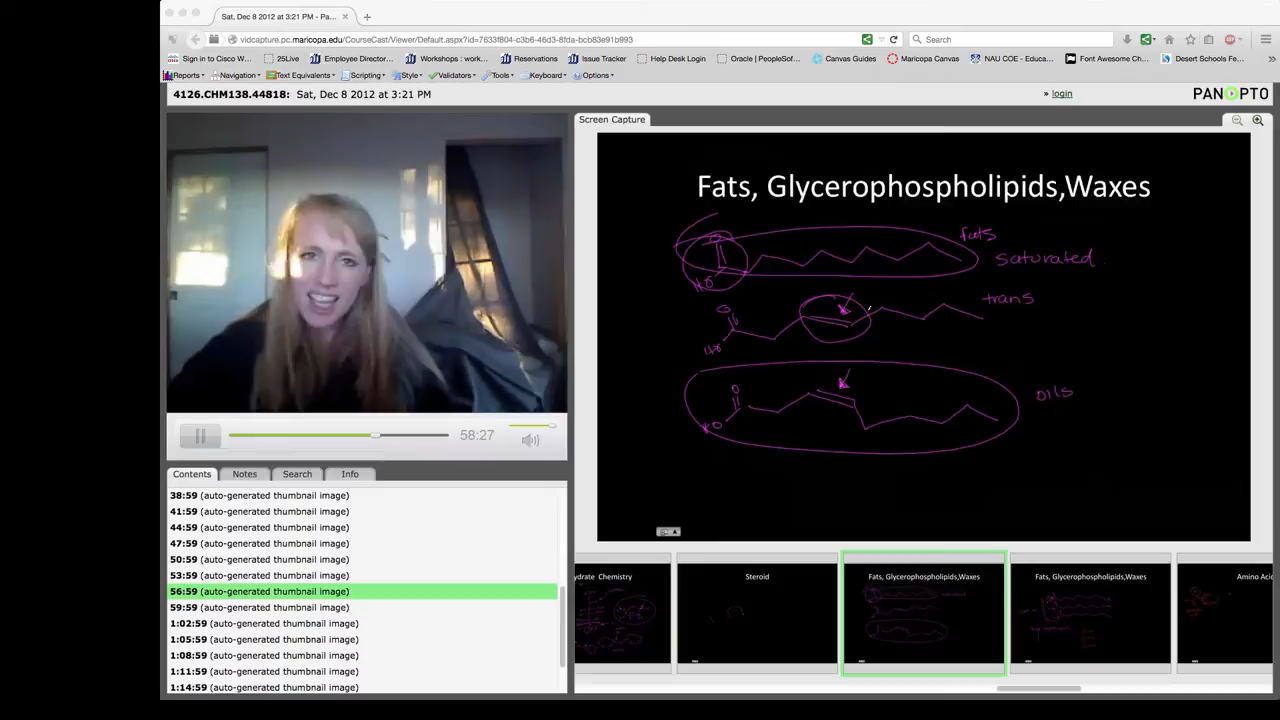 Sat, Dec 8 2012 at 3:21 PM - Pa...
vidcapture.pc.maricopa.edu/CourseCast/Viewer/Default.aspx?id=7633f804-c3b6-46d3-8fda-bcb83e91b993
Search
Sign in to Cisco W...
25Live
Employee Director...
Workshops : work...
Reservations
Issue Tracker
Help Desk Login
Oracle | PeopleSof...
Canvas Guides
Maricopa Canvas
NAU COE - Educa...
Font Awesome Ch...
Desert Schools Fe...
Reports
Navigation
Text Equivalents
Scripting
Style
Validators
Tools
Keyboard
Options
4126.CHM138.44818: Sat, Dec 8 2012 at 3:21 PM
» login
PANOPTO
Screen Capture
Fats, Glycerophospholipids,Waxes
fats
saturated
O
HO
trans
O
HO
oils
O
HO
58:27
Contents
Notes
Search
Info
38:59 (auto-generated thumbnail image)
41:59 (auto-generated thumbnail image)
44:59 (auto-generated thumbnail image)
47:59 (auto-generated thumbnail image)
50:59 (auto-generated thumbnail image)
53:59 (auto-generated thumbnail image)
56:59 (auto-generated thumbnail image)
59:59 (auto-generated thumbnail image)
1:02:59 (auto-generated thumbnail image)
1:05:59 (auto-generated thumbnail image)
1:08:59 (auto-generated thumbnail image)
1:11:59 (auto-generated thumbnail image)
1:14:59 (auto-generated thumbnail image)
ydrate Chemistry
Steroid
Fats, Glycerophospholipids,Waxes
Fats, Glycerophospholipids,Waxes
Amino Acid